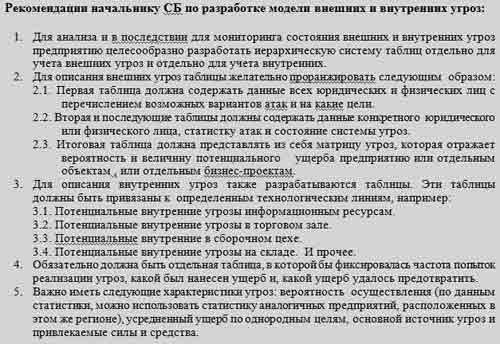 Рекомендации начальнику СБ по разработке модели внешних и внутренних угроз:
1. Для анализа и в последствии для мониторинга состояния внешних и внутренних угроз
предприятию целесообразно разработать иерархическую систему таблиц отдельно для
учета внешних угроз и отдельно для учета внутренних.
2. Для описания внешних угроз таблицы желательно проранжировать следующим образом:
2.1. Первая таблица должна содержать данные всех юридических и физических лиц с
перечислением возможных вариантов атак и на какие цели.
2.2. Вторая и последующие таблицы должны содержать данные конкретного юридического
или физического лица, статистку атак и состояние системы угроз.
2.3. Итоговая таблица должна представлять из себя матрицу угроз, которая отражает
вероятность и величину потенциального ущерба предприятию или отдельным
объектам , или отдельным бизнес-проектам.
3. Для описания внутренних угроз также разрабатываются таблицы. Эти таблицы
должны быть привязаны к определенным технологическим линиям, например:
3.1. Потенциальные внутренние угрозы информационным ресурсам.
3.2. Потенциальные внутренние угрозы в торговом зале.
3.3. Потенциальные внутренние в сборочном цехе.
3.4. Потенциальные внутренние угрозы на складе. И прочее.
4. Обязательно должна быть отдельная таблица, в которой бы фиксировалась частота попыток
реализации угроз, какой был нанесен ущерб и, какой ущерб удалось предотвратить.
5. Важно иметь следующие характеристики угроз: вероятность осуществления (по данным
статистики, можно использовать статистику аналогичных предприятий, расположенных в
этом же регионе), усредненный ущерб по однородным целям, основной источник угроз и
привлекаемые силы и средства.